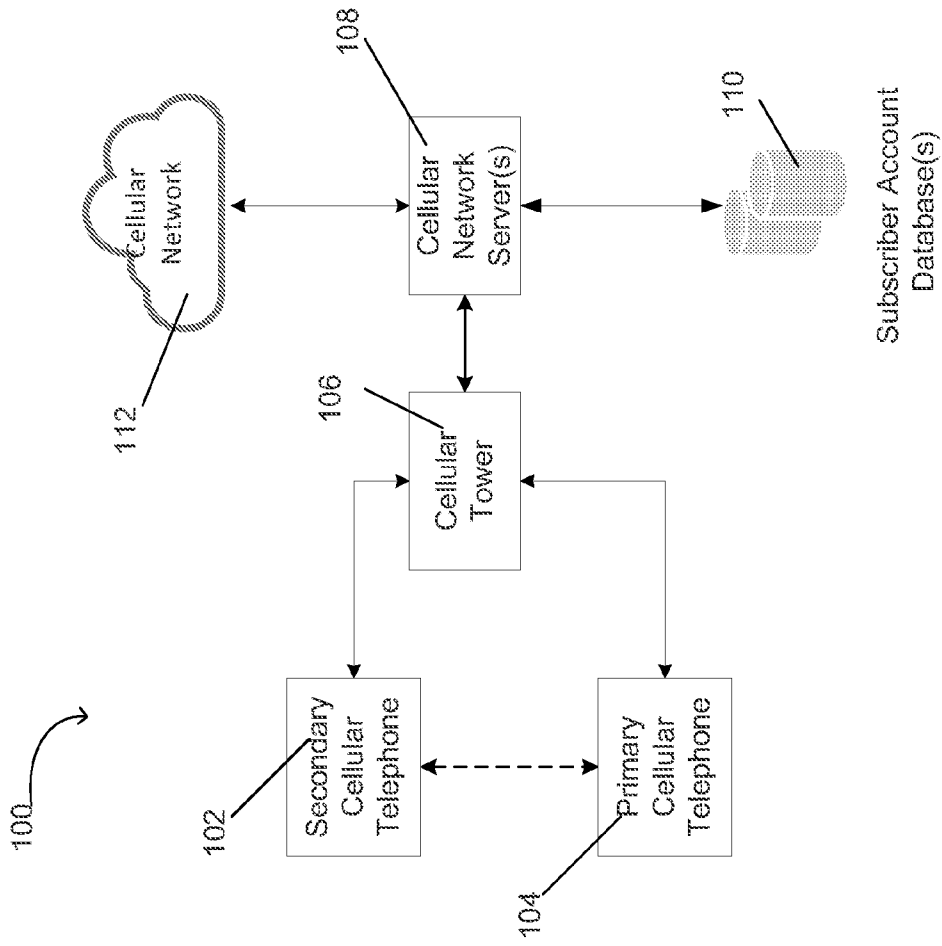 100
102
Secondary
Cellular
Telephone
104
Primary
Cellular
Telephone
106
Cellular
Tower
112
Cellular
Network
108
Cellular
Network
Server(s)
110
Subscriber Account
Database(s)